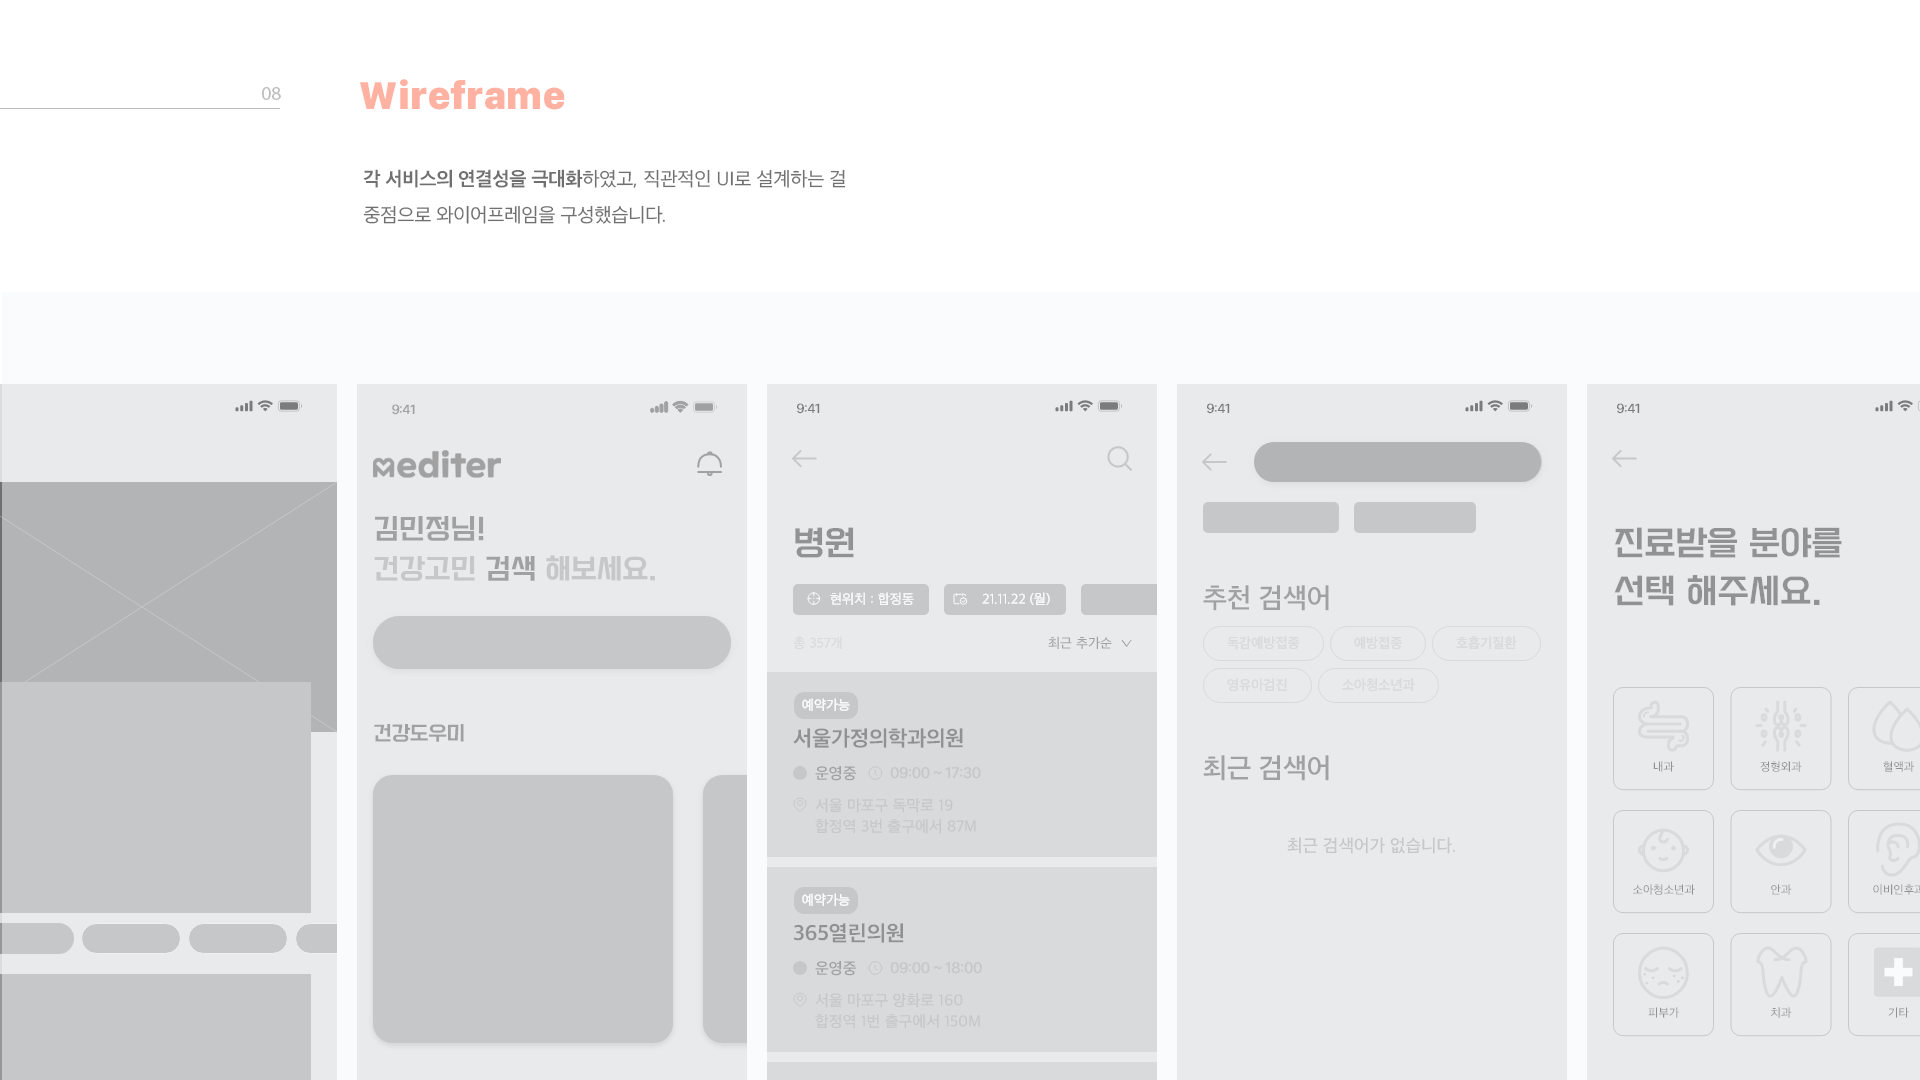 08
Wireframe
각 서비스의 연결성을 극대화하였고, 직관적인 UI로 설계하는 걸
중점으로 와이어프레임을 구성했습니다.
9:41
mediter
김민정님!
건강고민 검색 해보세요.
건강도우미
9:41
병원
현위치 : 합정동
21.11.22 (월)
총 357개
최근 추가순
예약가능
서울가정의학과의원
운영중 09:00 ~ 17:30
서울 마포구 독막로 19
합정역 3번 출구에서 87M
예약가능
365열린의원
운영중 09:00 ~ 18:00
서울 마포구 양화로 160
합정역 1번 출구에서 150M
9:41
추천 검색어
독감예방접종
예방접종
호흡기질환
영유아검진
소아청소년과
최근 검색어
최근 검색어가 없습니다.
9:41
진료받을 분야를
선택 해주세요.
내과
정형외과
혈액과
소아청소년과
안과
이비인후과
피부가
치과
기타